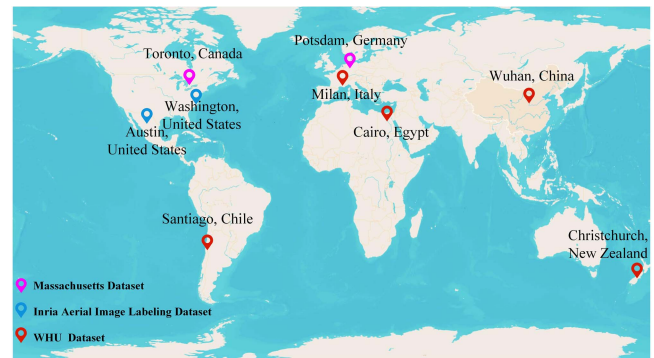 Potsdam, Germany
Toronto, Canada
Wuhan, China
Milan, Italy
Washington,
United States
Austin,
United States
Cairo, Egypt
Santiago, Chile
Christchurch,
New Zealand
Massachusetts Dataset
Inria Aerial Image Labeling Dataset
WHU Dataset